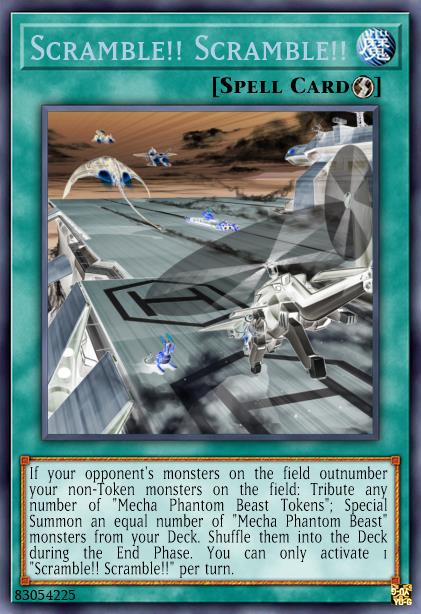 Scramble!! Scramble!!
魔
[Spell Card]
H
If your opponent's monsters on the field outnumber
your non-Token monsters on the field: Tribute any
number of "Mecha Phantom Beast Tokens"; Special
Summon an equal number of "Mecha Phantom Beast"
monsters from your Deck. Shuffle them into the Deck
during the End Phase. You can only activate 1
"Scramble!! Scramble!!" per turn.
83054225